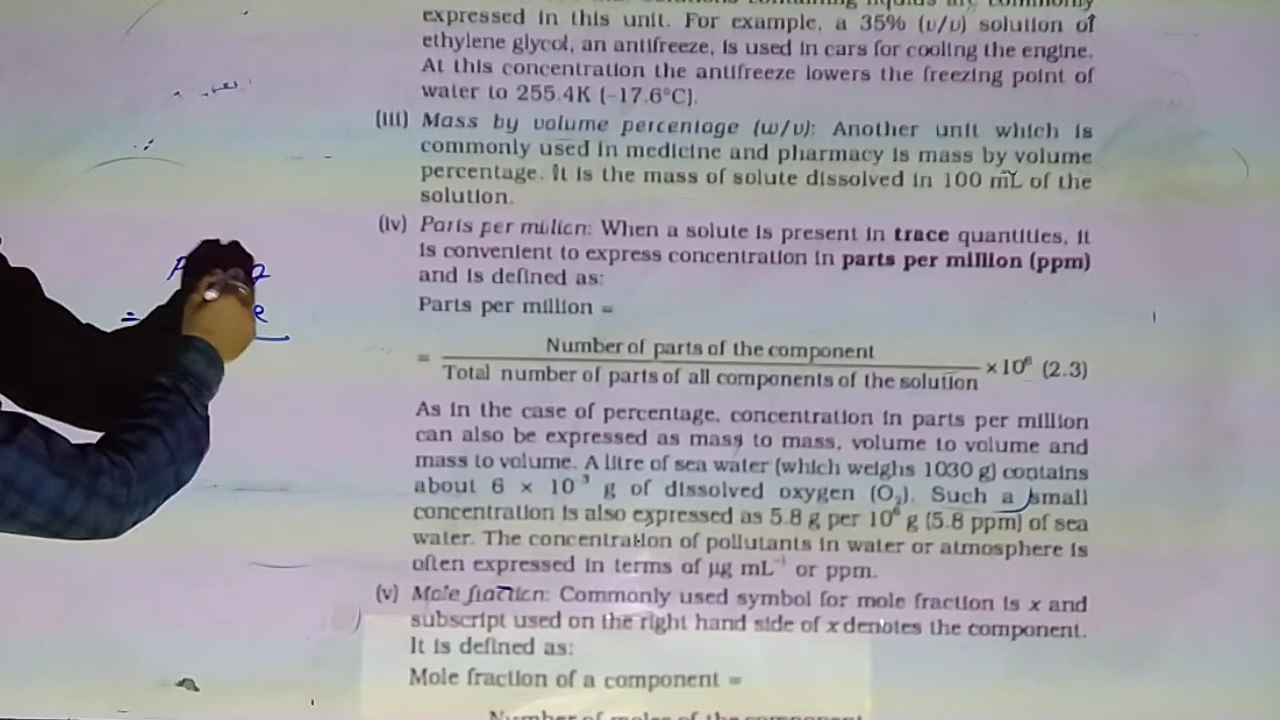 expressed in this unit. For example, a 35% (v/v) solution of
ethylene glycol, an antifreeze, is used in cars for cooling the engine.
At this concentration the antifreeze lowers the freezing point of
water to 255.4K (–17.6°C).
(iii) Mass by volume percentage (w/v): Another unit which is
commonly used in medicine and pharmacy is mass by volume
percentage. It is the mass of solute dissolved in 100 mL of the
solution.
(iv) Parts per million: When a solute is present in trace quantities, it
is convenient to express concentration in parts per million (ppm)
and is defined as:
Parts per million =
= Number of parts of the component
Total number of parts of all components of the solution ×10⁶ (2.3)
As in the case of percentage, concentration in parts per million
can also be expressed as mass to mass, volume to volume and
mass to volume. A litre of sea water (which weighs 1030 g) contains
about 6 × 10⁻³ g of dissolved oxygen (O₂). Such a small
concentration is also expressed as 5.8 g per 10⁶ g (5.8 ppm) of sea
water. The concentration of pollutants in water or atmosphere is
often expressed in terms of μg mL⁻¹ or ppm.
(v) Mole fraction: Commonly used symbol for mole fraction is x and
subscript used on the right hand side of x denotes the component.
It is defined as:
Mole fraction of a component =
Number of moles of the component